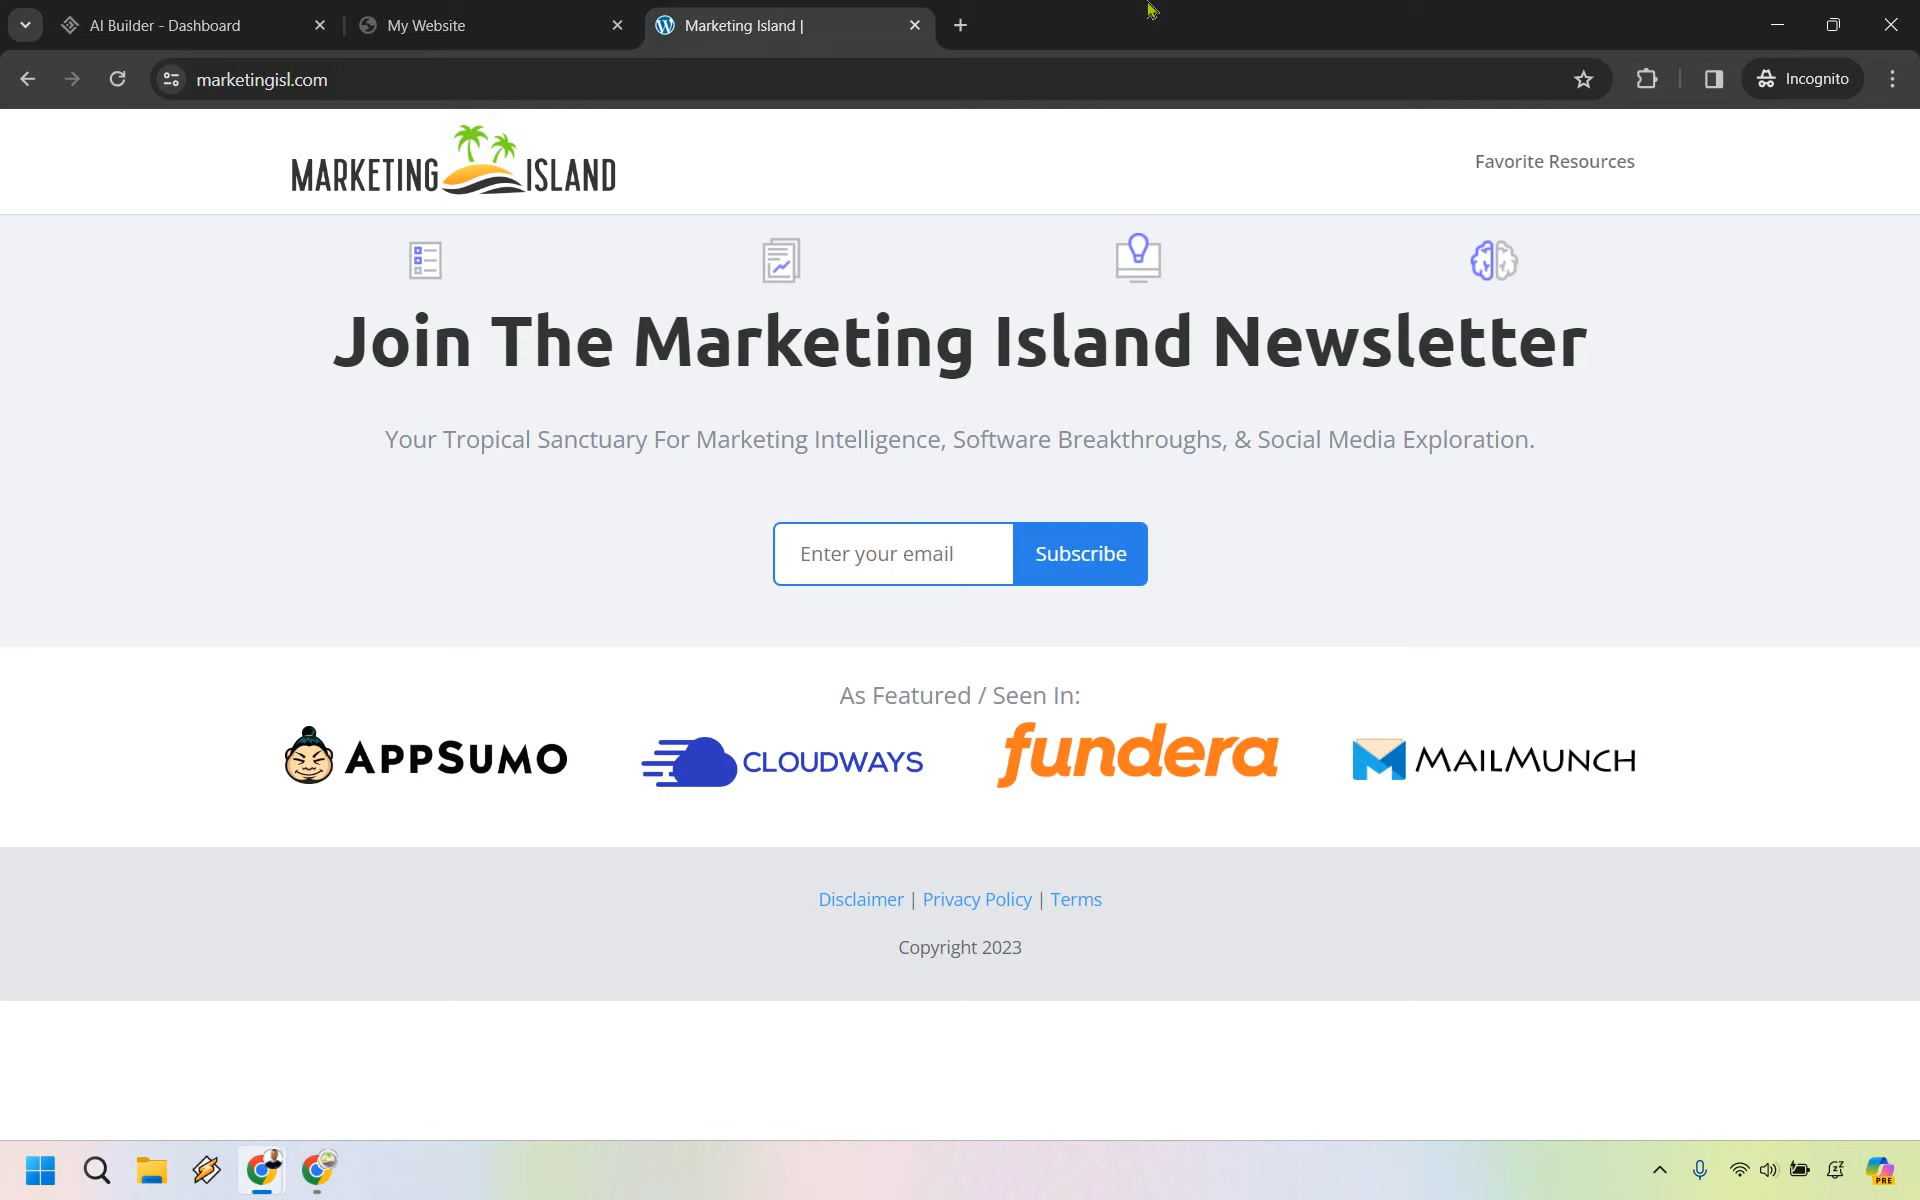 AI Builder - Dashboard
My Website
Marketing Island |
marketingisl.com
Incognito
MARKETING ISLAND
Favorite Resources
Join The Marketing Island Newsletter
Your Tropical Sanctuary For Marketing Intelligence, Software Breakthroughs, & Social Media Exploration.
Enter your email
Subscribe
As Featured / Seen In:
APPSUMO
CLOUDWAYS
fundera
MAILMUNCH
Disclaimer | Privacy Policy | Terms
Copyright 2023
PRE